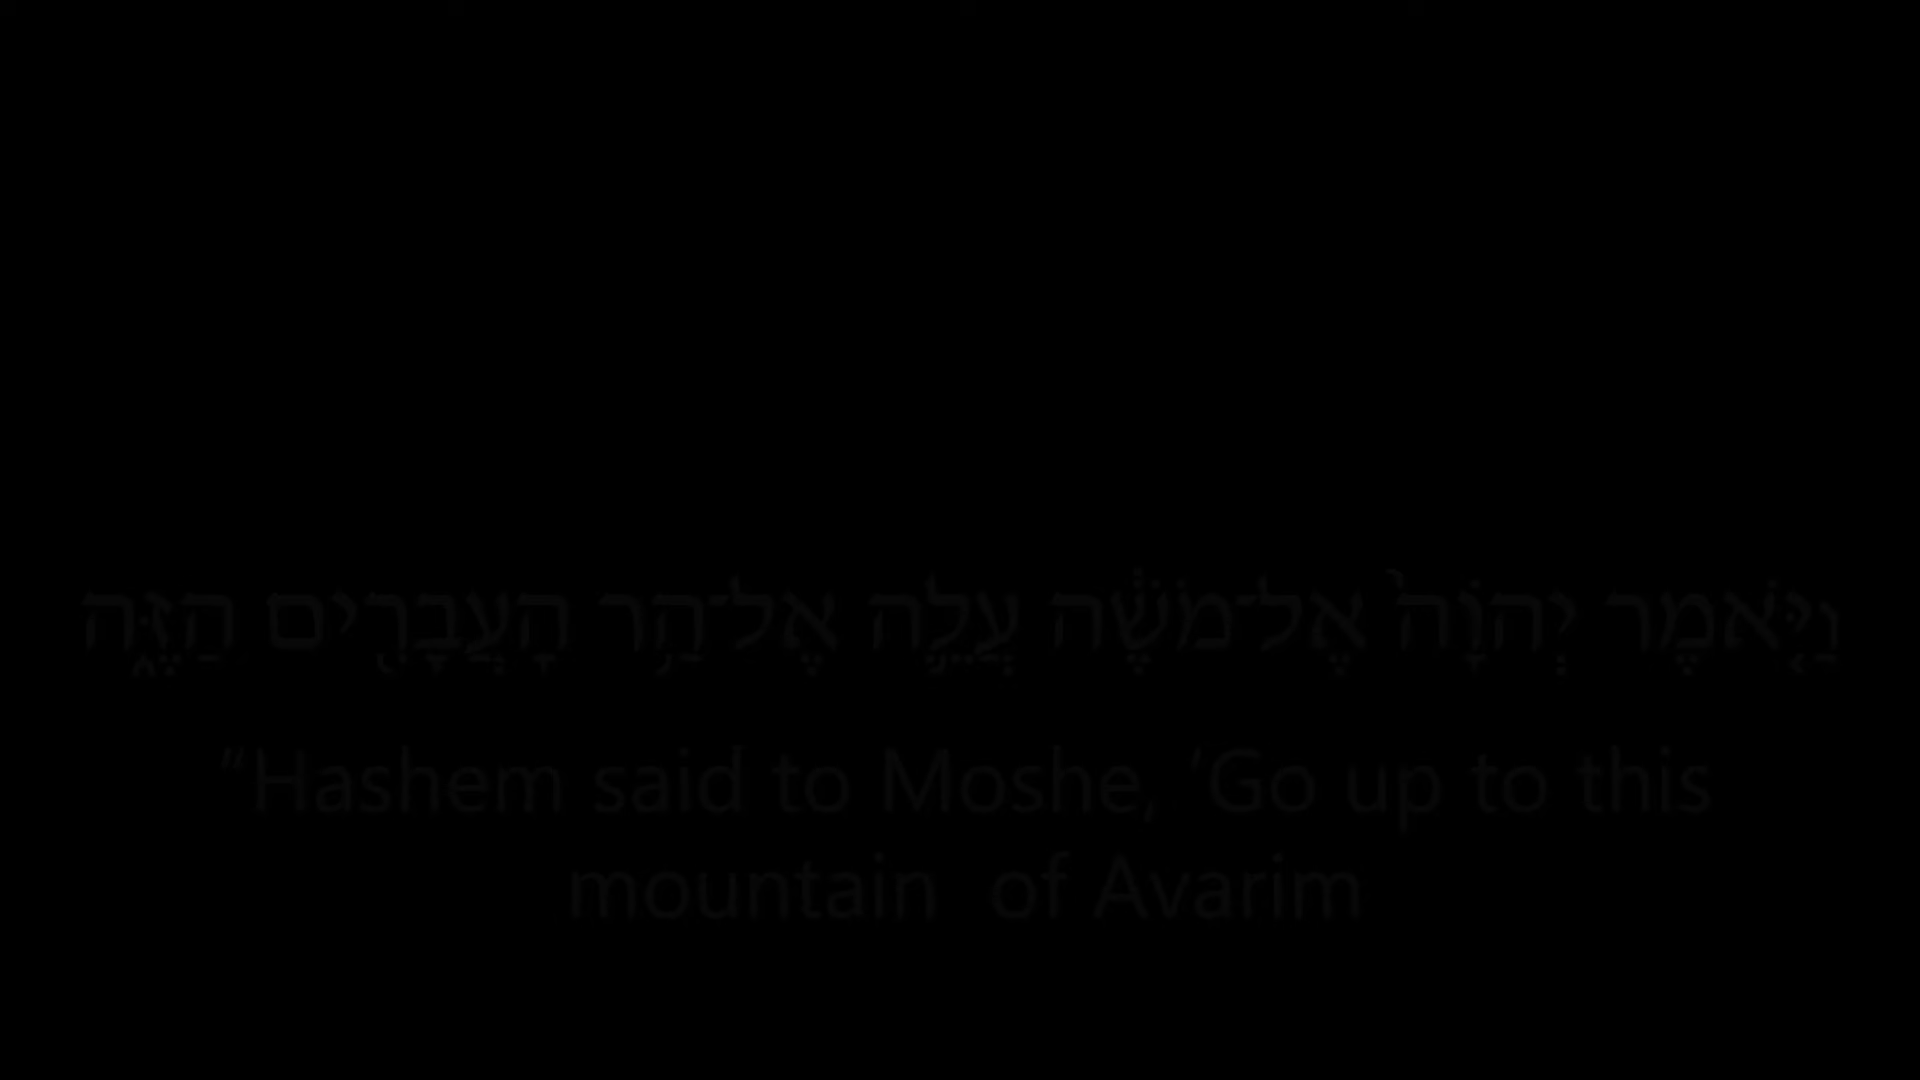 וַיֹּ֤אמֶר יְהוָֹה֙ אֶל־מֹשֶׁ֔ה עֲלֵ֛ה אֶל־הַ֥ר הָעֲבָרִ֖ים הַזֶּ֑ה
“Hashem said to Moshe, ‘Go up to this
mountain  of Avarim